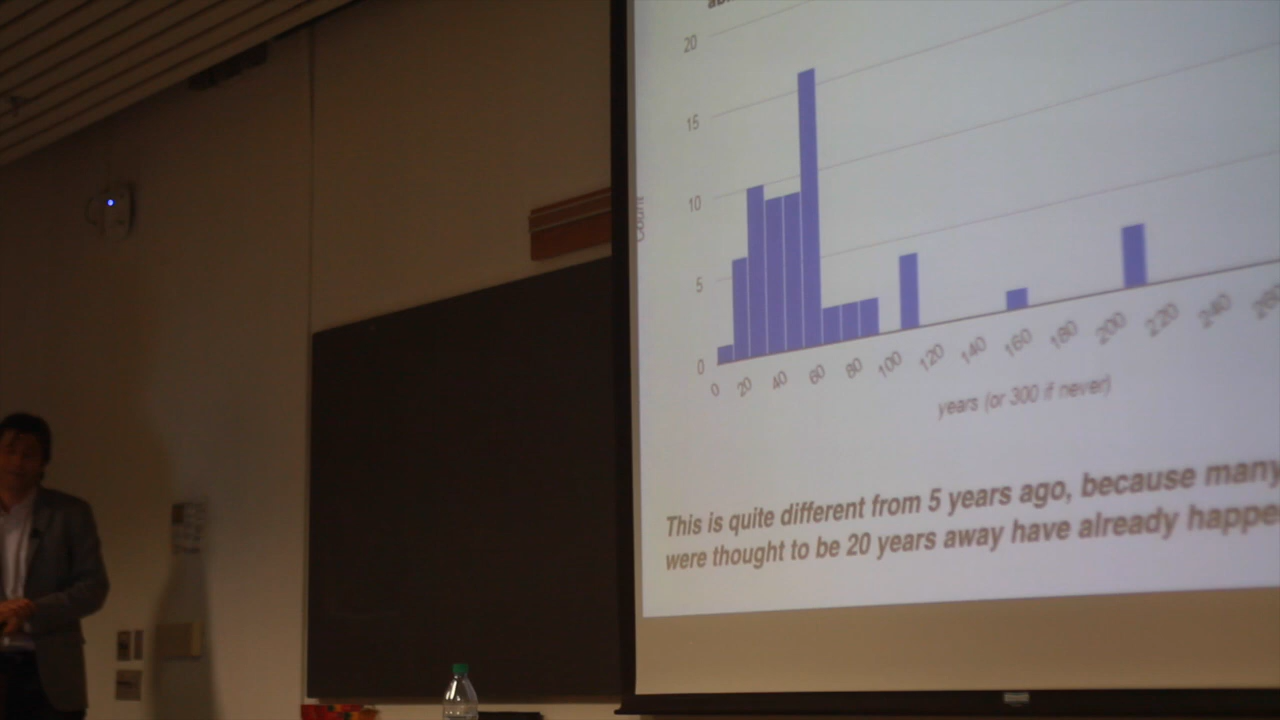 20
15
10
5
0
Count
0 20 40 60 80 100 120 140 160 180 200 220 240 260
years (or 300 if never)
This is quite different from 5 years ago, because many
were thought to be 20 years away have already happe